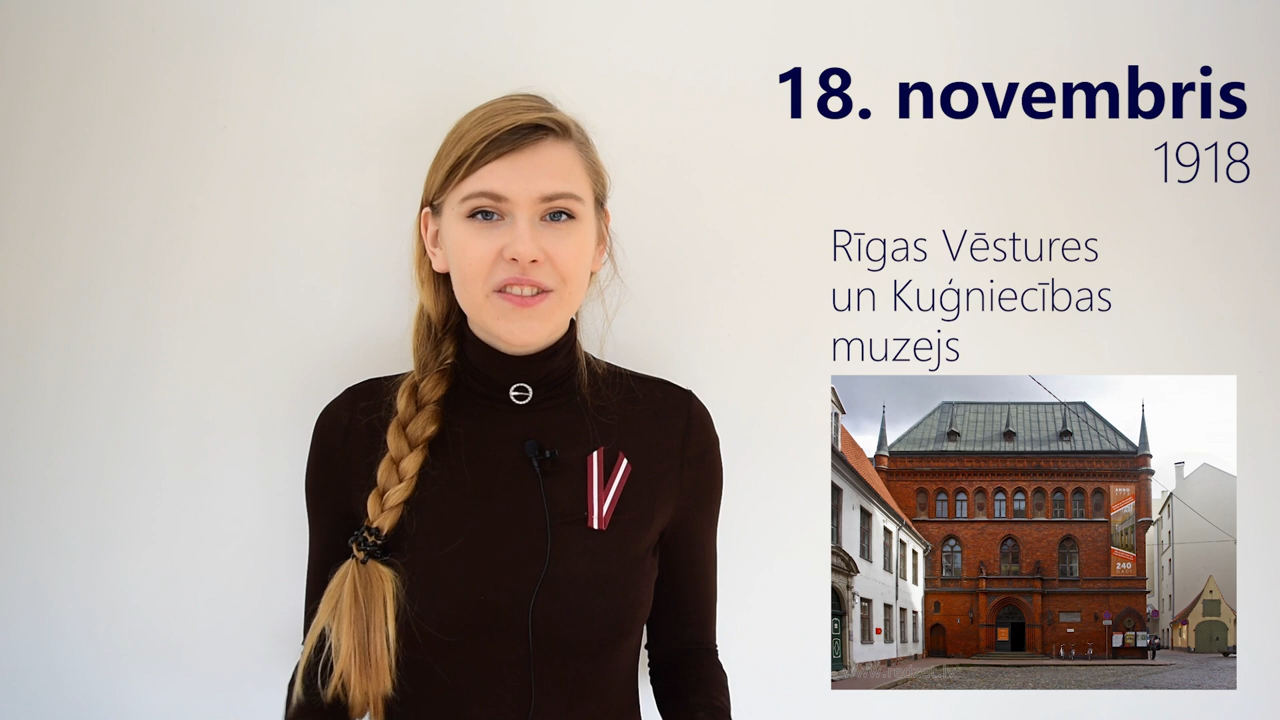 18. novembris
1918
Rīgas Vēstures
un Kuģniecības
muzejs
240